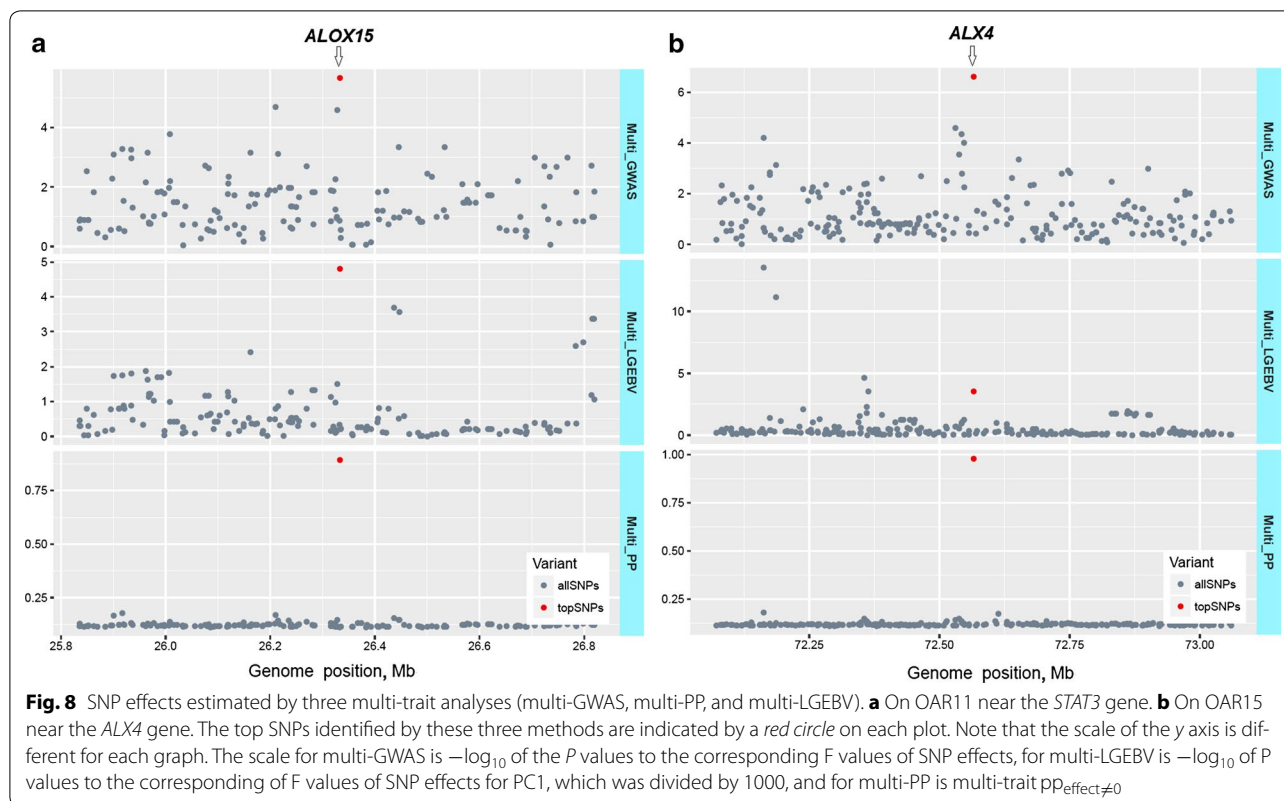 a
ALOX15
4
2
0
Multi_GWAS
5
4
3
2
1
0
Multi_LGEBV
0.75
0.50
0.25
Multi_PP
Variant
allSNPs
topSNPs
25.8 26.0 26.2 26.4 26.6 26.8
Genome position, Mb
b
ALX4
6
4
2
0
Multi_GWAS
10
5
0
Multi_LGEBV
1.00
0.75
0.50
0.25
Multi_PP
Variant
allSNPs
topSNPs
72.25 72.50 72.75 73.00
Genome position, Mb
Fig. 8 SNP effects estimated by three multi-trait analyses (multi-GWAS, multi-PP, and multi-LGEBV). a On OAR11 near the STAT3 gene. b On OAR15
near the ALX4 gene. The top SNPs identified by these three methods are indicated by a red circle on each plot. Note that the scale of the y axis is dif-
ferent for each graph. The scale for multi-GWAS is −log10 of the P values to the corresponding F values of SNP effects, for multi-LGEBV is −log10 of P
values to the corresponding of F values of SNP effects for PC1, which was divided by 1000, and for multi-PP is multi-trait ppeffect≠0